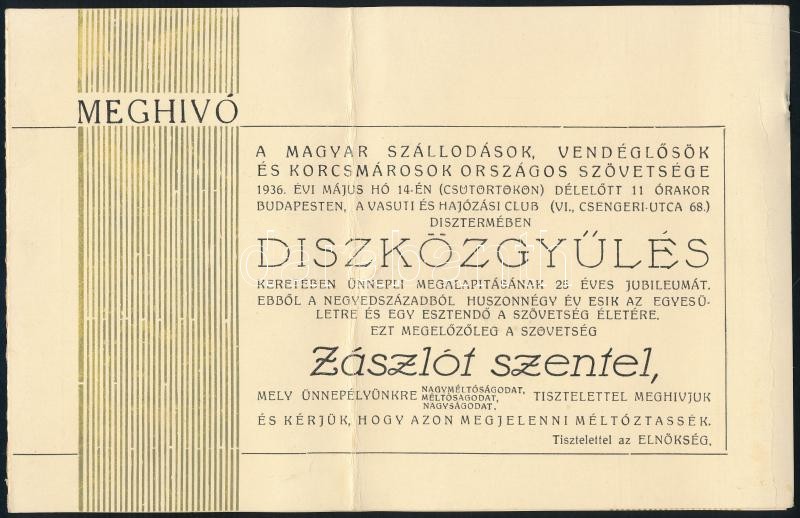 MEGHIVÓ
A MAGYAR SZÁLLODÁSOK, VENDÉGLŐSÖK
ÉS KORCSMÁROSOK ORSZÁGOS SZÖVETSÉGE
1936. ÉVI MÁJUS HÓ 14-ÉN (CSÜTÖRTÖKÖN) DÉLELŐTT 11 ÓRAKOR
BUDAPESTEN, A VASUTI ÉS HAJÓZÁSI CLUB (VI., CSENGERI-UTCA 68.)
DISZTERMÉBEN
DISZKÖZGYŰLÉS
KERETÉBEN ÜNNEPLI MEGALAPITÁSÁNAK 25 ÉVES JUBILEUMÁT.
EBBŐL A NEGYEDSZÁZADBÓL HUSZONNÉGY ÉV ESIK AZ EGYESÜ-
LETRE ÉS EGY ESZTENDŐ A SZÖVETSÉG ÉLETÉRE.
EZT MEGELŐZŐLEG A SZÖVETSÉG
Zászlót szentel,
MELY ÜNNEPÉLYÜNKRE NAGYMÉLTÓSÁGODAT, MÉLTÓSÁGODAT, NAGYSÁGODAT, TISZTELETTEL MEGHIVJUK
ÉS KÉRJÜK, HOGY AZON MEGJELENNI MÉLTÓZTASSÉK.
Tisztelettel az ELNÖKSÉG.